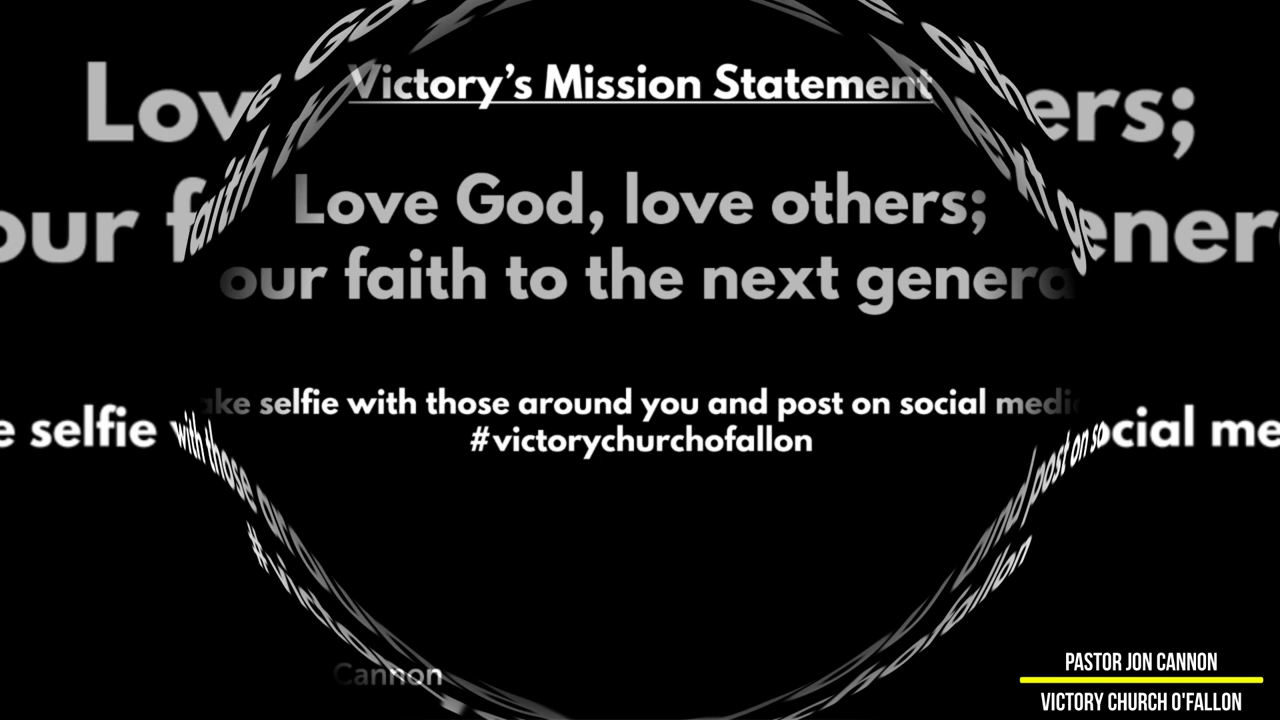 Victory's Mission Statement
Love God, love others;
our faith to the next genera
ake selfie with those around you and post on social media
#victorychurchofallon
Cannon
PASTOR JON CANNON
VICTORY CHURCH O'FALLON